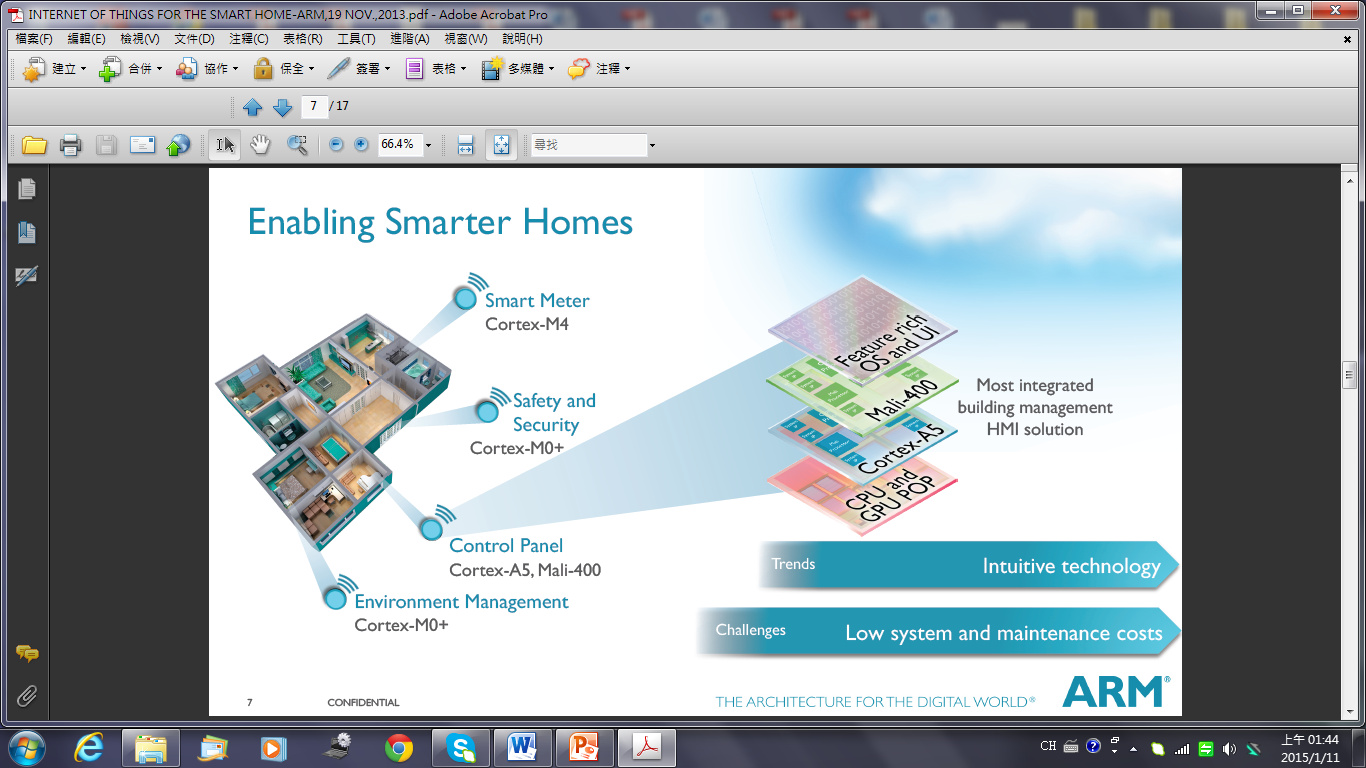 INTERNET OF THINGS FOR THE SMART HOME-ARM,19 NOV.,2013.pdf - Adobe Acrobat Pro
檔案(F) 編輯(E) 檢視(V) 文件(D) 注釋(C) 表格(R) 工具(T) 進階(A) 視窗(W) 說明(H)
建立 合併 協作 保全 簽署 表格 多媒體 注釋
7 / 17
66.4% 尋找
Enabling Smarter Homes
Smart Meter
Cortex-M4
Safety and
Security
Cortex-M0+
Control Panel
Cortex-A5, Mali-400
Environment Management
Cortex-M0+
Feature rich
OS and UI
Mali-400
Cortex-A5
CPU and
GPU POP
Most integrated
building management
HMI solution
Trends Intuitive technology
Challenges Low system and maintenance costs
7 CONFIDENTIAL
THE ARCHITECTURE FOR THE DIGITAL WORLD® ARM®
CH
上午 01:44
2015/1/11